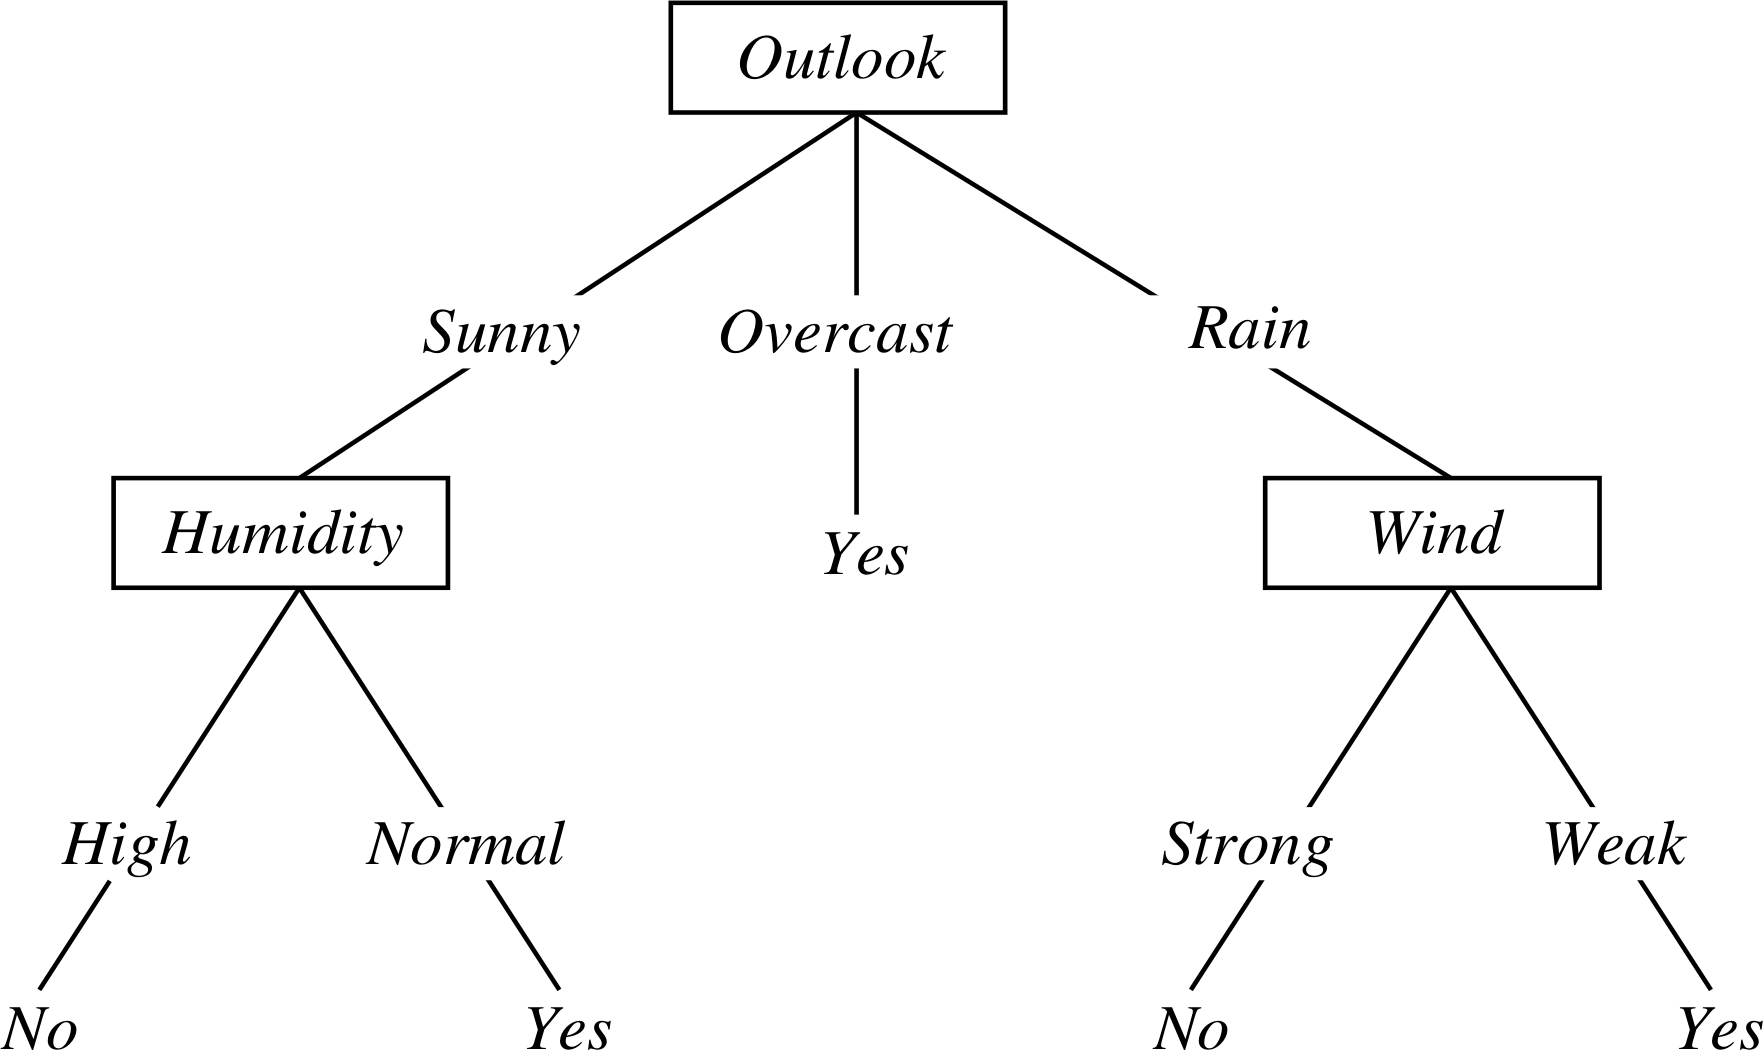 Outlook
Sunny Overcast Rain
Humidity Yes Wind
High Normal Strong Weak
No Yes No Yes